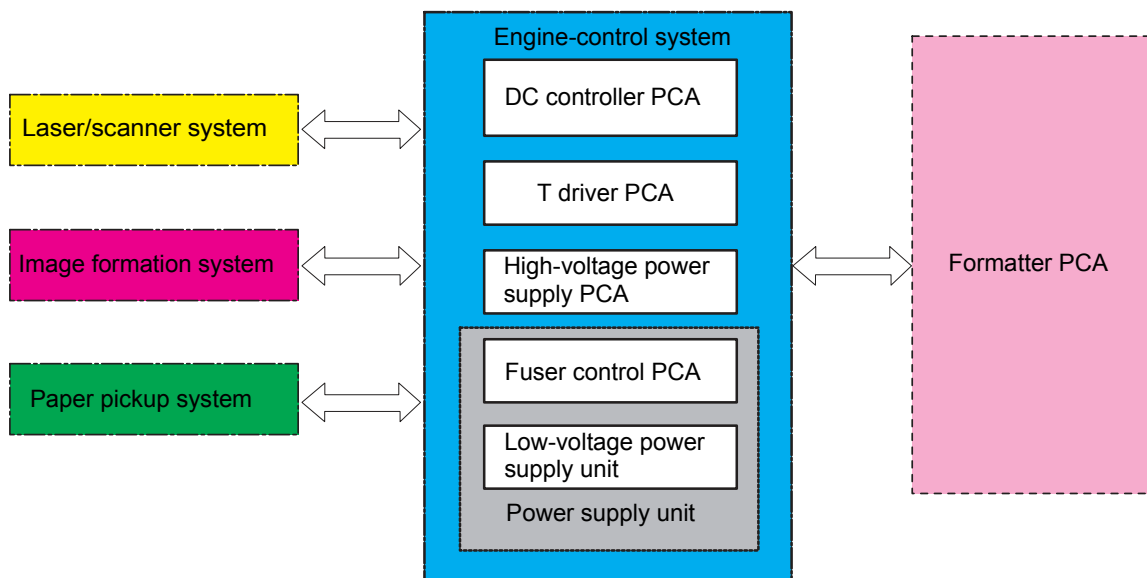 Engine-control system
DC controller PCA
Laser/scanner system
T driver PCA
Image formation system
High-voltage power
supply PCA
Formatter PCA
Fuser control PCA
Paper pickup system
Low-voltage power
supply unit
Power supply unit